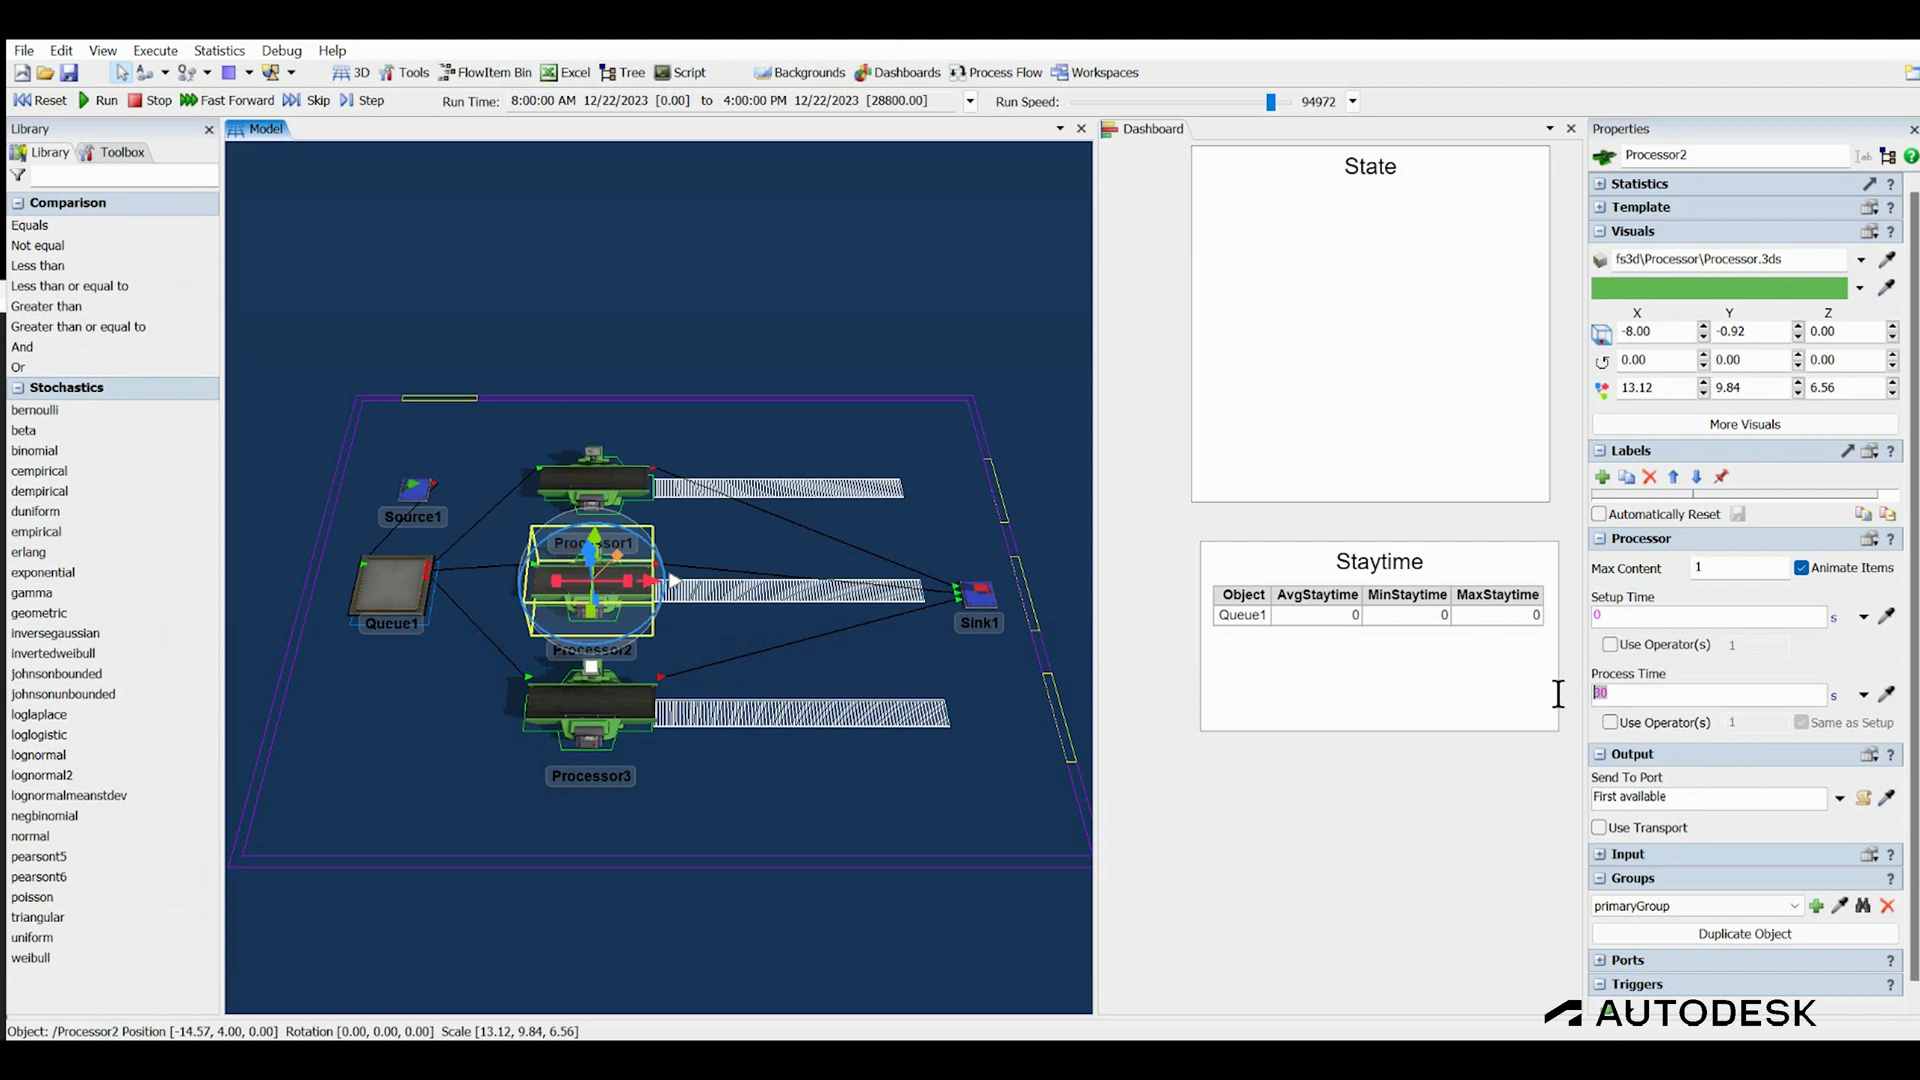 File Edit View Execute Statistics Debug Help
3D Tools FlowItem Bin Excel Tree Script Backgrounds Dashboards Process Flow Workspaces
Reset Run Stop Fast Forward Skip Step Run Time: 8:00:00 AM 12/22/2023 [0.00] to 4:00:00 PM 12/22/2023 [28800.00] Run Speed: 94972
Library
Library Toolbox
Comparison
Equals
Not equal
Less than
Less than or equal to
Greater than
Greater than or equal to
And
Or
Stochastics
bernoulli
beta
binomial
cempirical
dempirical
duniform
empirical
erlang
exponential
gamma
geometric
inversegaussian
invertedweibull
johnsonbounded
johnsonunbounded
loglaplace
loglogistic
lognormal
lognormal2
lognormalmeanstdev
negbinomial
normal
pearsont5
pearsont6
poisson
triangular
uniform
weibull
Model
Source1
Processor1
Queue1
Processor2
Sink1
Processor3
Dashboard
State
Staytime
Object AvgStaytime MinStaytime MaxStaytime
Queue1 0 0 0
Properties
Processor2
Statistics
Template
Visuals
fs3d\Processor\Processor.3ds
X Y Z
-8.00 -0.92 0.00
0.00 0.00 0.00
13.12 9.84 6.56
More Visuals
Labels
Automatically Reset
Processor
Max Content 1 Animate Items
Setup Time
0 s
Use Operator(s) 1
Process Time
30 s
Use Operator(s) 1 Same as Setup
Output
Send To Port
First available
Use Transport
Input
Groups
primaryGroup
Duplicate Object
Ports
Triggers
AUTODESK
Object: /Processor2 Position [-14.57, 4.00, 0.00] Rotation [0.00, 0.00, 0.00] Scale [13.12, 9.84, 6.56]